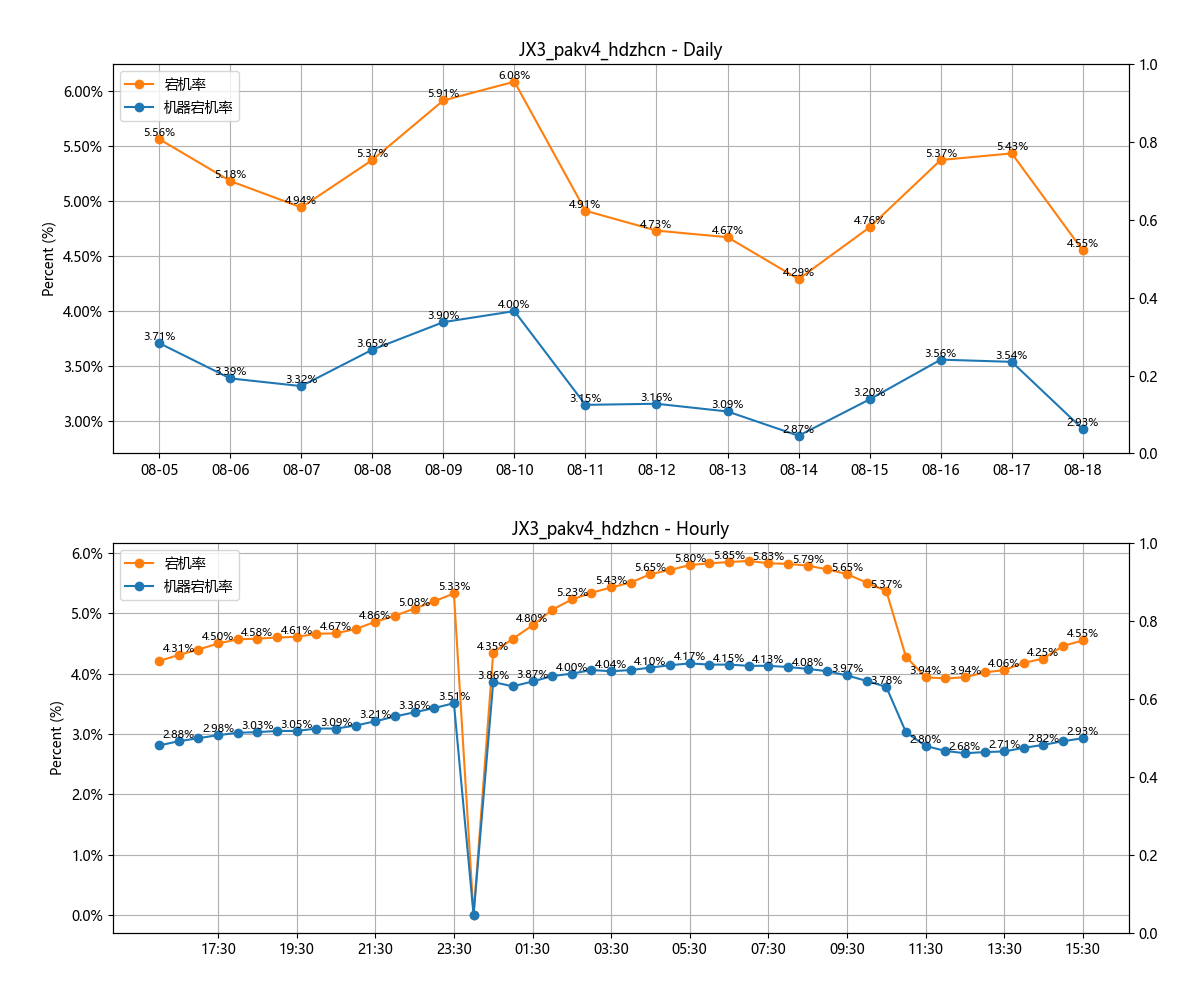 JX3_pakv4_hdzhcn - Daily
宕机率
机器宕机率
Percent (%)
6.00%
5.50%
5.00%
4.50%
4.00%
3.50%
3.00%
1.0
0.8
0.6
0.4
0.2
0.0
5.56% 5.18% 4.94% 5.37% 5.91% 6.08% 4.91% 4.73% 4.67% 4.29% 4.76% 5.37% 5.43% 4.55%
3.71% 3.39% 3.32% 3.65% 3.90% 4.00% 3.15% 3.16% 3.09% 2.87% 3.20% 3.56% 3.54% 2.93%
08-05 08-06 08-07 08-08 08-09 08-10 08-11 08-12 08-13 08-14 08-15 08-16 08-17 08-18
JX3_pakv4_hdzhcn - Hourly
宕机率
机器宕机率
Percent (%)
6.0%
5.0%
4.0%
3.0%
2.0%
1.0%
0.0%
1.0
0.8
0.6
0.4
0.2
0.0
4.31% 4.50% 4.58% 4.61% 4.67% 4.86% 5.08% 5.33% 4.35% 4.80% 5.23% 5.43% 5.65% 5.80% 5.85% 5.83% 5.79% 5.65% 5.37% 3.94% 3.94% 4.06% 4.25% 4.55%
2.88% 2.98% 3.03% 3.05% 3.09% 3.21% 3.36% 3.51% 3.86% 3.87% 4.00% 4.04% 4.10% 4.17% 4.15% 4.13% 4.08% 3.97% 3.78% 2.80% 2.68% 2.71% 2.82% 2.93%
17:30 19:30 21:30 23:30 01:30 03:30 05:30 07:30 09:30 11:30 13:30 15:30